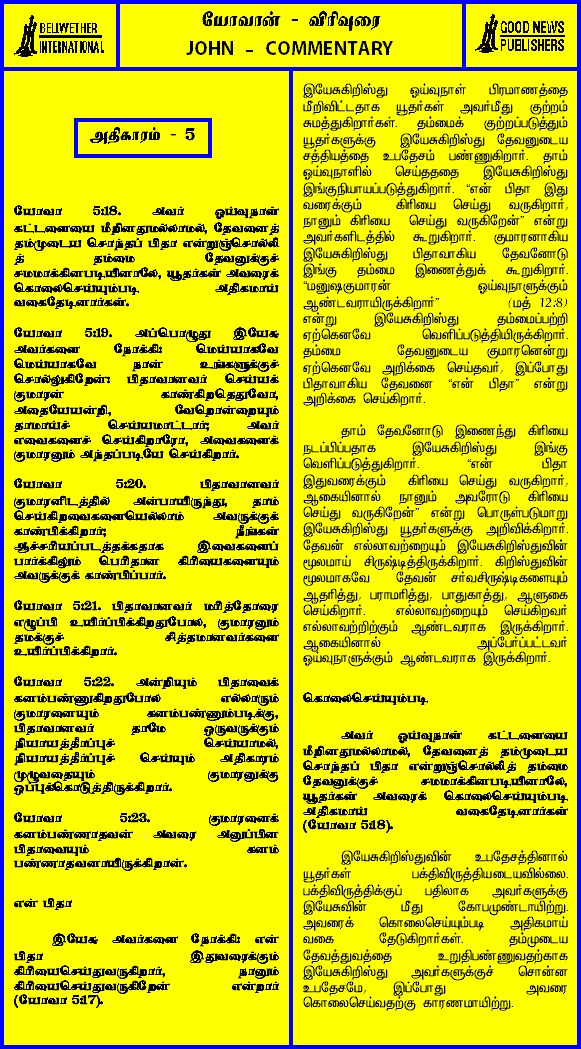 BELWETHER
INTERNATIONAL
யோவான் - விரிவுரை
JOHN - COMMENTARY
GOOD NEWS
PUBLISHERS
அதிகாரம் - 5
யோவா 5:18. அவர் ஓய்வுநாள்
கட்டளையை மீறினதுமல்லாமல், தேவனைத்
தம்முடைய சொந்தப் பிதா என்றுஞ்சொல்லி
த் தம்மை தேவனுக்குச்
சமமாக்கினபடியினாலே, யூதர்கள் அவரைக்
கொலைசெய்யும்படி அதிகமாய்
வகைதேடினார்கள்.
யோவா 5:19. அப்பொழுது இயேசு
அவர்களை நோக்கி: மெய்யாகவே
மெய்யாகவே நான் உங்களுக்குச்
சொல்லுகிறேன்: பிதாவானவர் செய்யக்
குமாரன் காண்கிறதெதுவோ,
அதையேயன்றி, வேறொன்றையும்
தாமாய்ச் செய்யமாட்டார்; அவர்
எவைகளைச் செய்கிறாரோ, அவைகளைக்
குமாரனும் அந்தப்படியே செய்கிறார்.
யோவா 5:20. பிதாவானவர்
குமாரனிடத்தில் அன்பாயிருந்து, தாம்
செய்கிறவைகளையெல்லாம் அவருக்குக்
காண்பிக்கிறார்; நீங்கள்
ஆச்சரியப்படத்தக்கதாக இவைகளைப்
பார்க்கிலும் பெரிதான கிரியைகளையும்
அவருக்குக் காண்பிப்பார்.
யோவா 5:21. பிதாவானவர் மரித்தோரை
எழுப்பி உயிர்ப்பிக்கிறதுபோல, குமாரனும்
தமக்குச் சித்தமானவர்களை
உயிர்ப்பிக்கிறார்.
யோவா 5:22. அன்றியும் பிதாவைக்
கனம்பண்ணுகிறதுபோல எல்லாரும்
குமாரனையும் கனம்பண்ணும்படிக்கு,
பிதாவானவர் தாமே ஒருவருக்கும்
நியாயத்தீர்ப்புச் செய்யாமல்,
நியாயத்தீர்ப்புச் செய்யும் அதிகாரம்
முழுவதையும் குமாரனுக்கு
ஒப்புக்கொடுத்திருக்கிறார்.
யோவா 5:23. குமாரனைக்
கனம்பண்ணாதவன் அவரை அனுப்பின
பிதாவையும் கனம்
பண்ணாதவனாயிருக்கிறான்.
என் பிதா
இயேசு அவர்களை நோக்கி: என்
பிதா இதுவரைக்கும்
கிரியைசெய்துவருகிறார், நானும்
கிரியைசெய்துவருகிறேன் என்றார்
(யோவா 5:17).
இயேசுகிறிஸ்து ஓய்வுநாள் பிரமாணத்தை
மீறிவிட்டதாக யூதர்கள் அவர்மீது குற்றம்
சுமத்துகிறார்கள். தம்மைக் குற்றப்படுத்தும்
யூதர்களுக்கு இயேசுகிறிஸ்து தேவனுடைய
சத்தியத்தை உபதேசம் பண்ணுகிறார். தாம்
ஓய்வுநாளில் செய்தததை இயேசுகிறிஸ்து
இங்குநியாயப்படுத்துகிறார். “என் பிதா இது
வரைக்கும் கிரியை செய்து வருகிறார்,
நானும் கிரியை செய்து வருகிறேன்” என்று
அவர்களிடத்தில் கூறுகிறார். குமாரனாகிய
இயேசுகிறிஸ்து பிதாவாகிய தேவனோடு
இங்கு தம்மை இணைத்துக் கூறுகிறார்.
“மனுஷகுமாரன் ஓய்வுநாளுக்கும்
ஆண்டவராயிருக்கிறார்” (மத் 12:8)
என்று இயேசுகிறிஸ்து தம்மைப்பற்றி
ஏற்கெனவே வெளிப்படுத்தியிருக்கிறார்.
தம்மை தேவனுடைய குமாரனென்று
ஏற்கெனவே அறிக்கை செய்தவர், இப்போது
பிதாவாகிய தேவனை “என் பிதா” என்று
அறிக்கை செய்கிறார்.
தாம் தேவனோடு இணைந்து கிரியை
நடப்பிப்பதாக இயேசுகிறிஸ்து இங்கு
வெளிப்படுத்துகிறார். “என் பிதா
இதுவரைக்கும் கிரியை செய்து வருகிறார்,
ஆகையினால் நானும் அவரோடு கிரியை
செய்து வருகிறேன்” என்று பொருள்படுமாறு
இயேசுகிறிஸ்து யூதர்களுக்கு அறிவிக்கிறார்.
தேவன் எல்லாவற்றையும் இயேசுகிறிஸ்துவின்
மூலமாய் சிருஷ்டித்திருக்கிறார். கிறிஸ்துவின்
மூலமாகவே தேவன் சர்வசிருஷ்டிகளையும்
ஆதரித்து, பராமரித்து, பாதுகாத்து, ஆளுகை
செய்கிறார். எல்லாவற்றையும் செய்கிறவர்
எல்லாவற்றிற்கும் ஆண்டவராக இருக்கிறார்.
ஆகையினால் அப்பேர்ப்பட்டவர்
ஓய்வுநாளுக்கும் ஆண்டவராக இருக்கிறார்.
கொலைசெய்யும்படி
அவர் ஓய்வுநாள் கட்டளையை
மீறினதுமல்லாமல், தேவனைத் தம்முடைய
சொந்தப் பிதா என்றுஞ்சொல்லித் தம்மை
தேவனுக்குச் சமமாக்கினபடியினாலே,
யூதர்கள் அவரைக் கொலைசெய்யும்படி
அதிகமாய் வகைதேடினார்கள்
(யோவா 5:18).
இயேசுகிறிஸ்துவின் உபதேசத்தினால்
யூதர்கள் பக்திவிருத்தியடையவில்லை.
பக்திவிருத்திக்குப் பதிலாக அவர்களுக்கு
இயேசுவின் மீது கோபமுண்டாயிற்று.
அவரைக் கொலைசெய்யும்படி அதிகமாய்
வகை தேடுகிறார்கள். தம்முடைய
தேவத்துவத்தை உறுதிபண்ணுவதற்காக
இயேசுகிறிஸ்து அவர்களுக்குச் சொன்ன
உபதேசமே, இப்போது அவரை
கொலைசெய்வதற்கு காரணமாயிற்று.